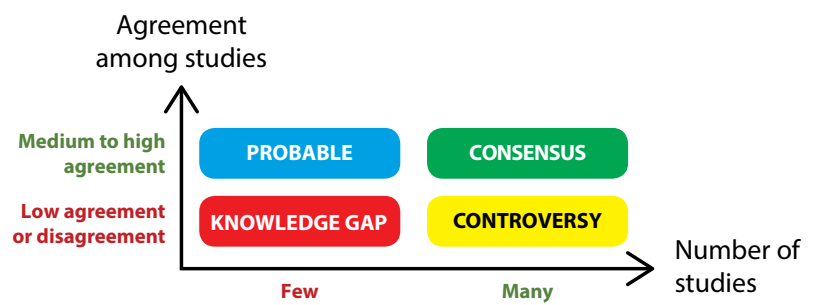 Agreement
among studies
Medium to high
agreement
PROBABLE
CONSENSUS
Low agreement
or disagreement
KNOWLEDGE GAP
CONTROVERSY
Number of
studies
Few
Many